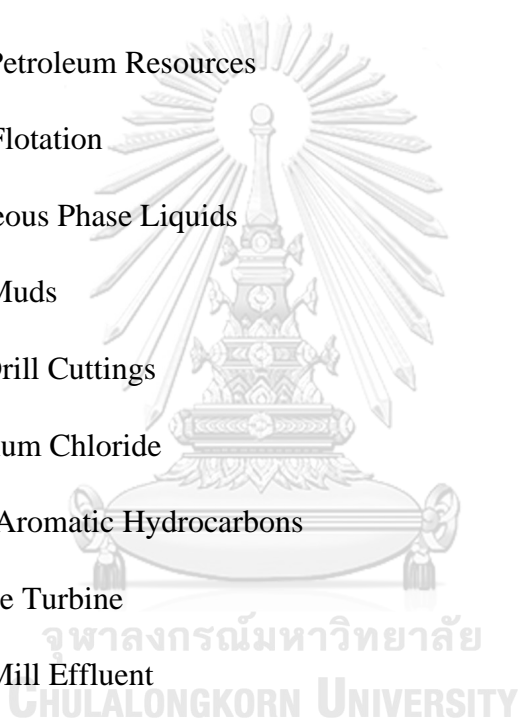 Petroleum Resources
Flotation
eous Phase Liquids
Muds
Drill Cuttings
um Chloride
Aromatic Hydrocarbons
e Turbine
จุฬาลงกรณ์มหาวิทยาลัย
Mill Effluent
CHULALONGKORN UNIVERSITY